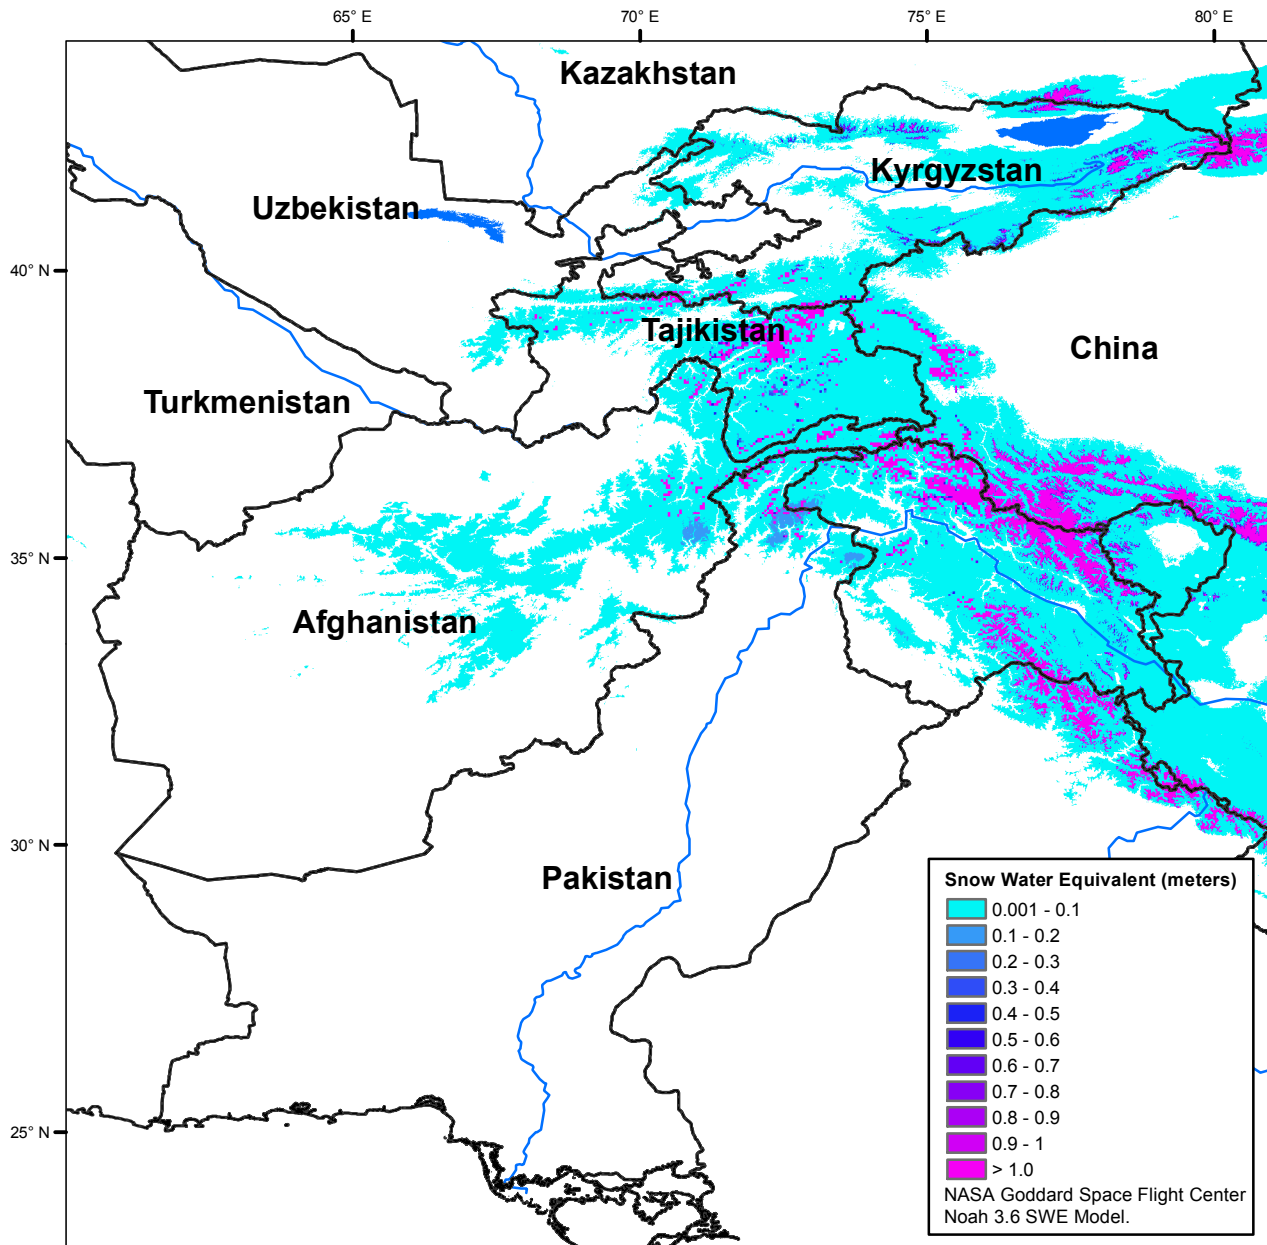 65° E
70° E
75° E
80° E
Kazakhstan
Kyrgyzstan
Uzbekistan
40° N
Tajikistan
China
Turkmenistan
35° N
Afghanistan
30° N
Pakistan
25° N
Snow Water Equivalent (meters)
0.001 - 0.1
0.1 - 0.2
0.2 - 0.3
0.3 - 0.4
0.4 - 0.5
0.5 - 0.6
0.6 - 0.7
0.7 - 0.8
0.8 - 0.9
0.9 - 1
> 1.0
NASA Goddard Space Flight Center
Noah 3.6 SWE Model.